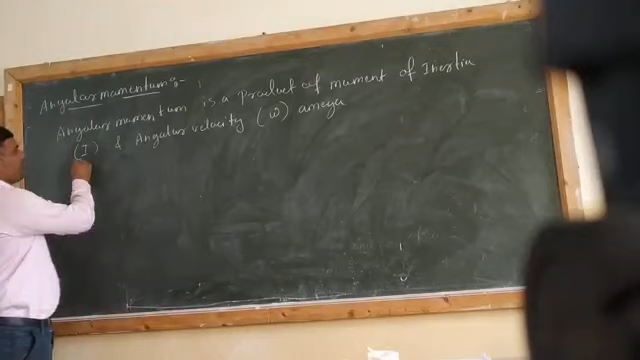 Angular momentum:-
Angular momentum is a Product of moment of Inertia
(I) & Angular velocity (ω) omega